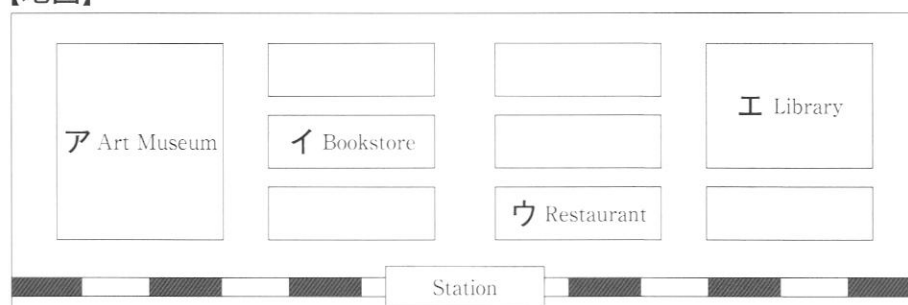 【地図】
ア Art Museum
イ Bookstore
ウ Restaurant
エ Library
Station